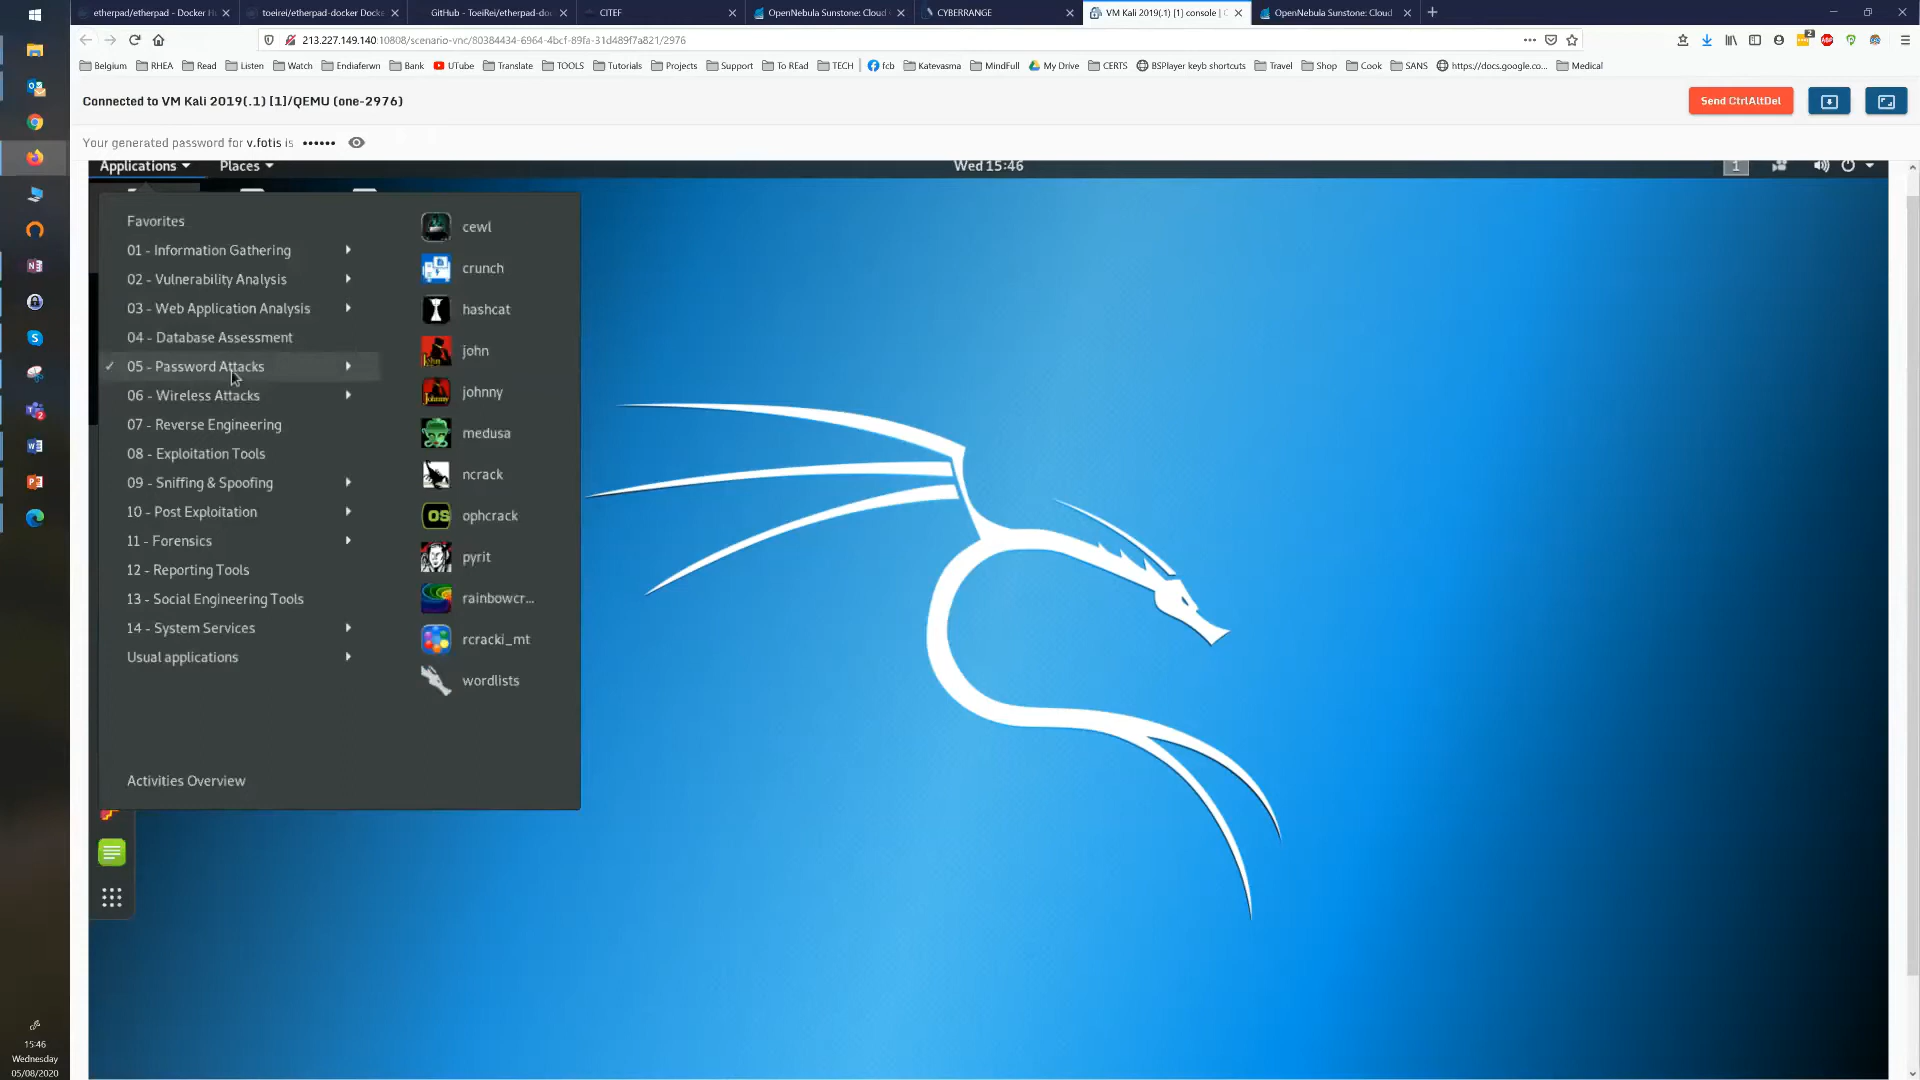 etherpad/etherpad - Docker H
toeirei/etherpad-docker Docke
GitHub - ToeiRei/etherpad-do
CITEF
OpenNebula Sunstone: Cloud
CYBERRANGE
VM Kali 2019(.1) [1] console |
OpenNebula Sunstone: Cloud
213.227.149.140:10808/scenario-vnc/80384434-6964-4bcf-89fa-31d489f7a821/2976
Belgium
RHEA
Read
Listen
Watch
Endiaferwn
Bank
UTube
Translate
TOOLS
Tutorials
Projects
Support
To REad
TECH
fcb
Katevasma
MindFull
My Drive
CERTS
BSPlayer keyb shortcuts
Travel
Shop
Cook
SANS
https://docs.google.co...
Medical
Connected to VM Kali 2019(.1) [1]/QEMU (one-2976)
Send CtrlAltDel
Your generated password for v.fotis is ••••••
Applications
Places
Wed 15:46
1
Favorites
01 - Information Gathering
02 - Vulnerability Analysis
03 - Web Application Analysis
04 - Database Assessment
05 - Password Attacks
06 - Wireless Attacks
07 - Reverse Engineering
08 - Exploitation Tools
09 - Sniffing & Spoofing
10 - Post Exploitation
11 - Forensics
12 - Reporting Tools
13 - Social Engineering Tools
14 - System Services
Usual applications
Activities Overview
cewl
crunch
hashcat
john
johnny
medusa
ncrack
ophcrack
pyrit
rainbowcr...
rcracki_mt
wordlists
15:46
Wednesday
05/08/2020